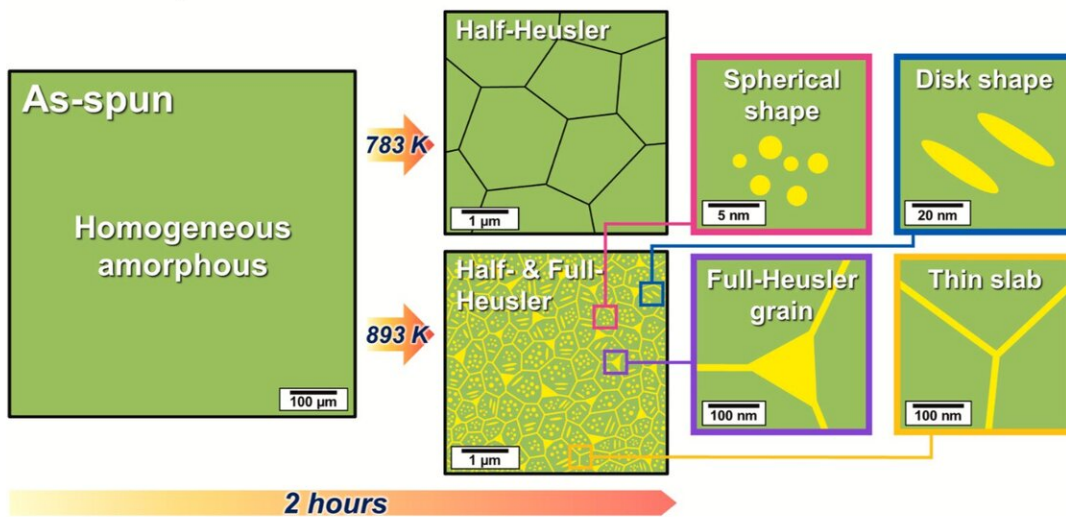 As-spun
Homogeneous
amorphous
100 µm
783 K
893 K
Half-Heusler
1 µm
Half- & Full-
Heusler
1 µm
Spherical
shape
5 nm
Disk shape
20 nm
Full-Heusler
grain
100 nm
Thin slab
100 nm
2 hours